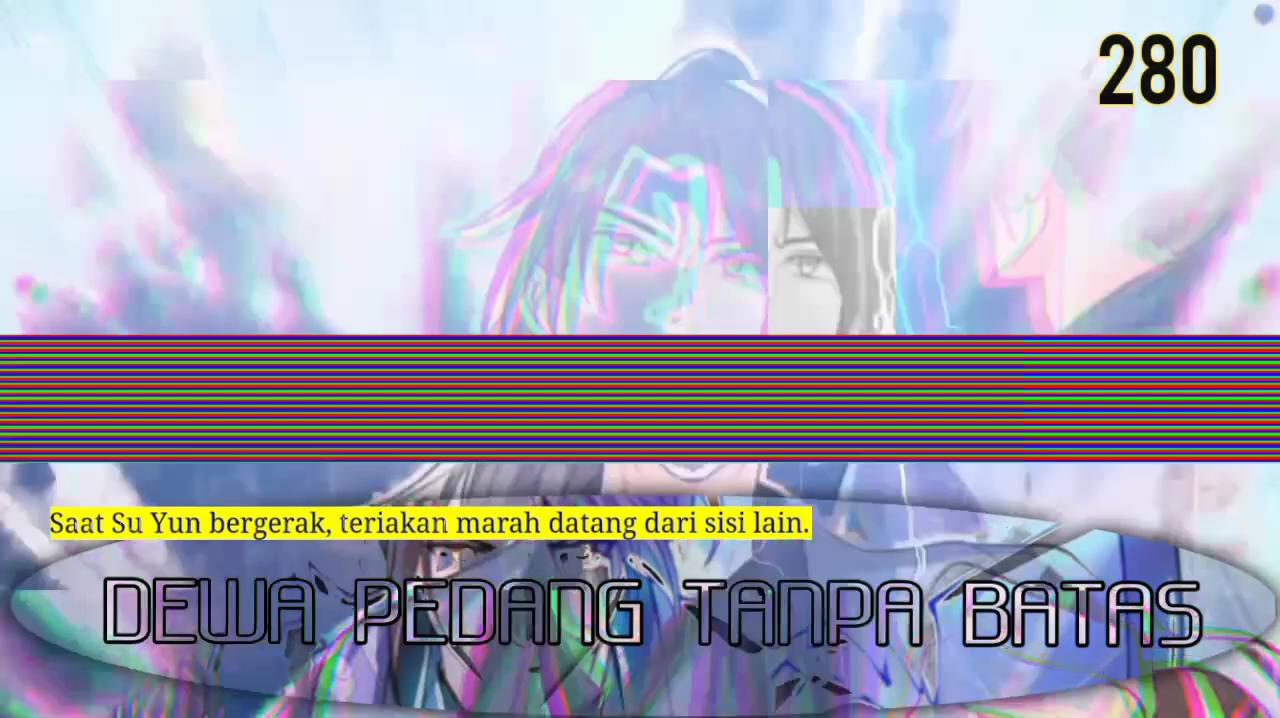 280
Saat Su Yun bergerak, teriakan marah datang dari sisi lain.
DEWA PEDANG TANPA BATAS